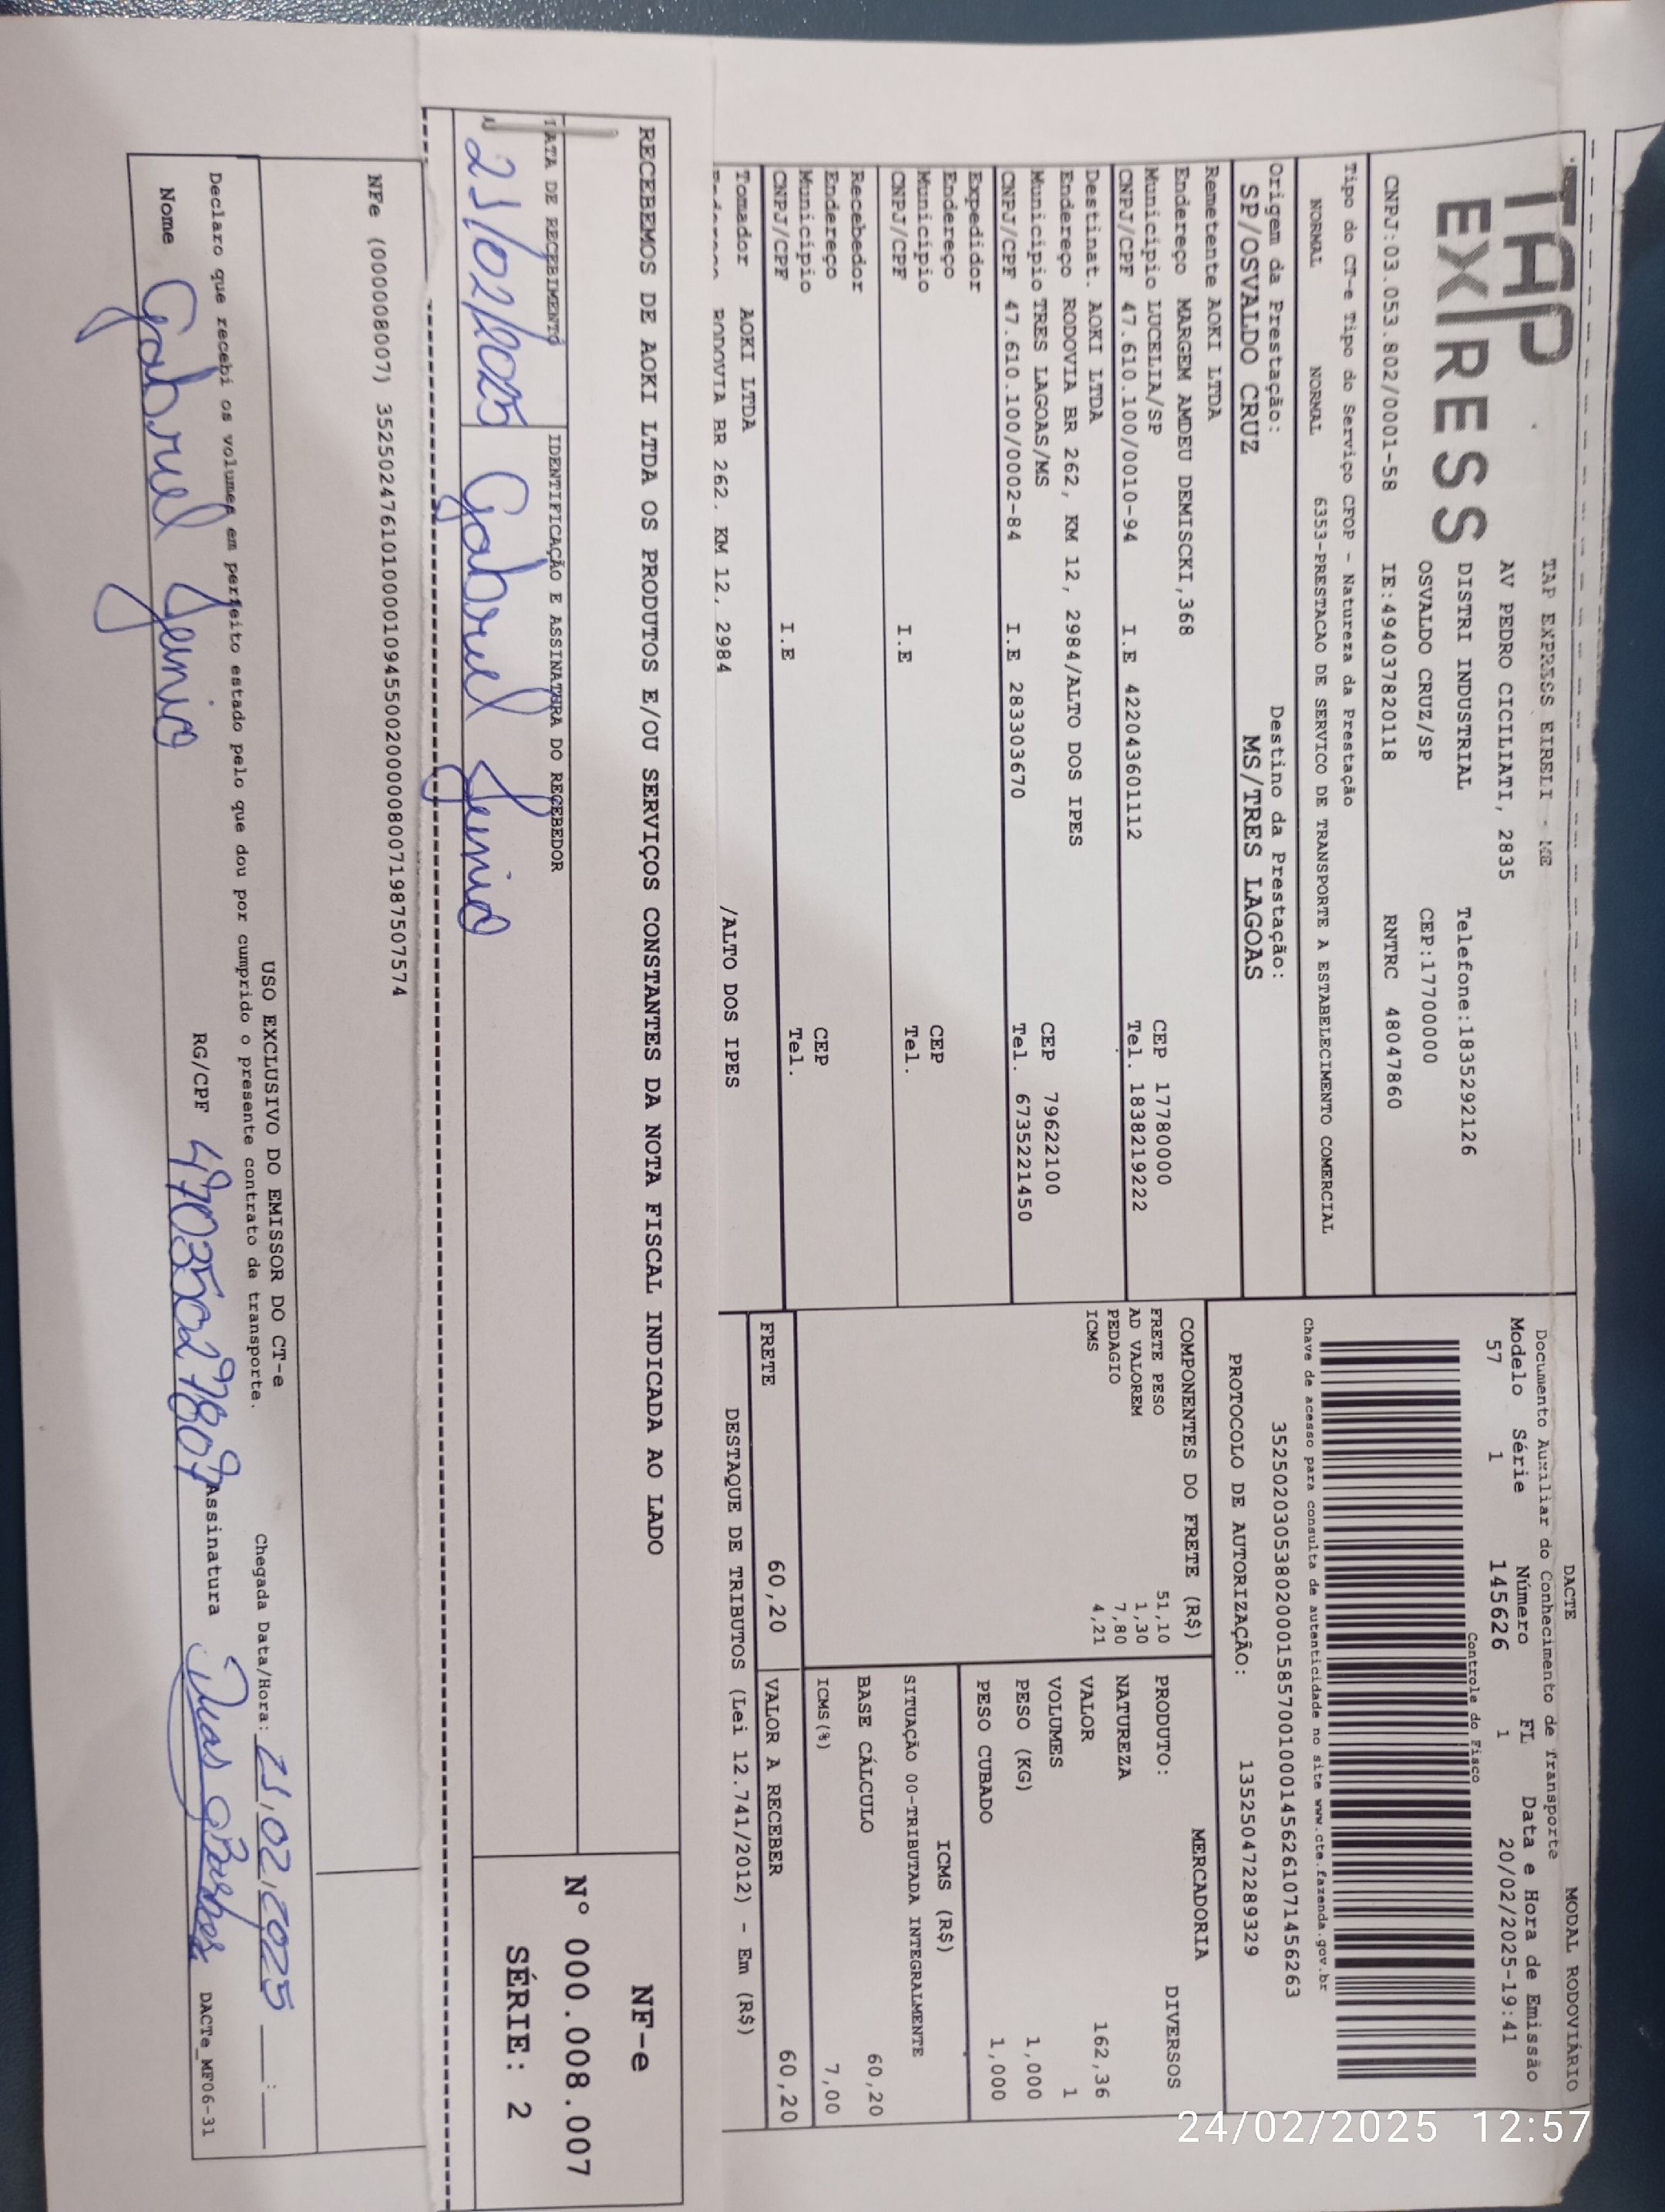 TAP
EXPRESS
TAP EXPRESS EIRELI - ME
AV PEDRO CICILIATI, 2835
DISTRI INDUSTRIAL Telefone:1835292126
OSVALDO CRUZ/SP CEP:17700000
CNPJ:03.053.802/0001-58 IE:494037820118 RNTRC 48047860
DACTE MODAL RODOVIÁRIO
Documento Auxiliar do Conhecimento de Transporte
Modelo Série Número FL Data e Hora de Emissão
57 1 145626 1 20/02/2025-19:41
Controle do Fisco
Chave de acesso para consulta de autenticidade no site www.cte.fazenda.gov.br
35250203053802000158570010001456261071456263
PROTOCOLO DE AUTORIZAÇÃO: 135250472289329
Tipo do CT-e Tipo do Serviço CFOP - Natureza da Prestação
NORMAL NORMAL 6353-PRESTACAO DE SERVICO DE TRANSPORTE A ESTABELECIMENTO COMERCIAL
Origem da Prestação: Destino da Prestação:
SP/OSVALDO CRUZ MS/TRES LAGOAS
Remetente AOKI LTDA
Endereço MARGEM AMDEU DEMISCKI,368
Município LUCELIA/SP CEP 17780000
CNPJ/CPF 47.610.100/0010-94 I.E 422043601112 Tel. 1838219222
Destinat. AOKI LTDA
Endereço RODOVIA BR 262, KM 12, 2984/ALTO DOS IPES
Municipio TRES LAGOAS/MS CEP 79622100
CNPJ/CPF 47.610.100/0002-84 I.E 283303670 Tel. 6735221450
Expedidor
Endereço
Município CEP
CNPJ/CPF I.E Tel.
Recebedor
Endereço
Município CEP
CNPJ/CPF I.E Tel.
Tomador AOKI LTDA
RODOVIA BR 262, KM 12, 2984 /ALTO DOS IPES
COMPONENTES DO FRETE (R$)
FRETE PESO 51,10
AD VALOREM 1,30
PEDAGIO 7,80
ICMS 4,21
MERCADORIA
PRODUTO: DIVERSOS
NATUREZA
VALOR 162,36
VOLUMES 1
PESO (KG) 1,000
PESO CUBADO 1,000
ICMS (R$)
SITUAÇÃO 00-TRIBUTADA INTEGRALMENTE
BASE CÁLCULO 60,20
ICMS(%) 7,00
FRETE 60,20 VALOR A RECEBER 60,20
DESTAQUE DE TRIBUTOS (Lei 12.741/2012) - Em (R$)
RECEBEMOS DE AOKI LTDA OS PRODUTOS E/OU SERVIÇOS CONSTANTES DA NOTA FISCAL INDICADA AO LADO
DATA DE RECEBIMENTO IDENTIFICAÇÃO E ASSINATURA DO RECEBEDOR
21/02/2025 Gabriel Junio
NF-e
N° 000.008.007
SÉRIE: 2
NFe (000008007) 35250247610100001094550020000080071987507574
USO EXCLUSIVO DO EMISSOR DO CT-e
Declaro que recebi os volumes em perfeito estado pelo que dou por cumprido o presente contrato de transporte.
Chegada Data/Hora: 21,02,2025 ___:___
Nome Gabriel Junio RG/CPF Assinatura
DACTe_MF06-31
24/02/2025 12:57